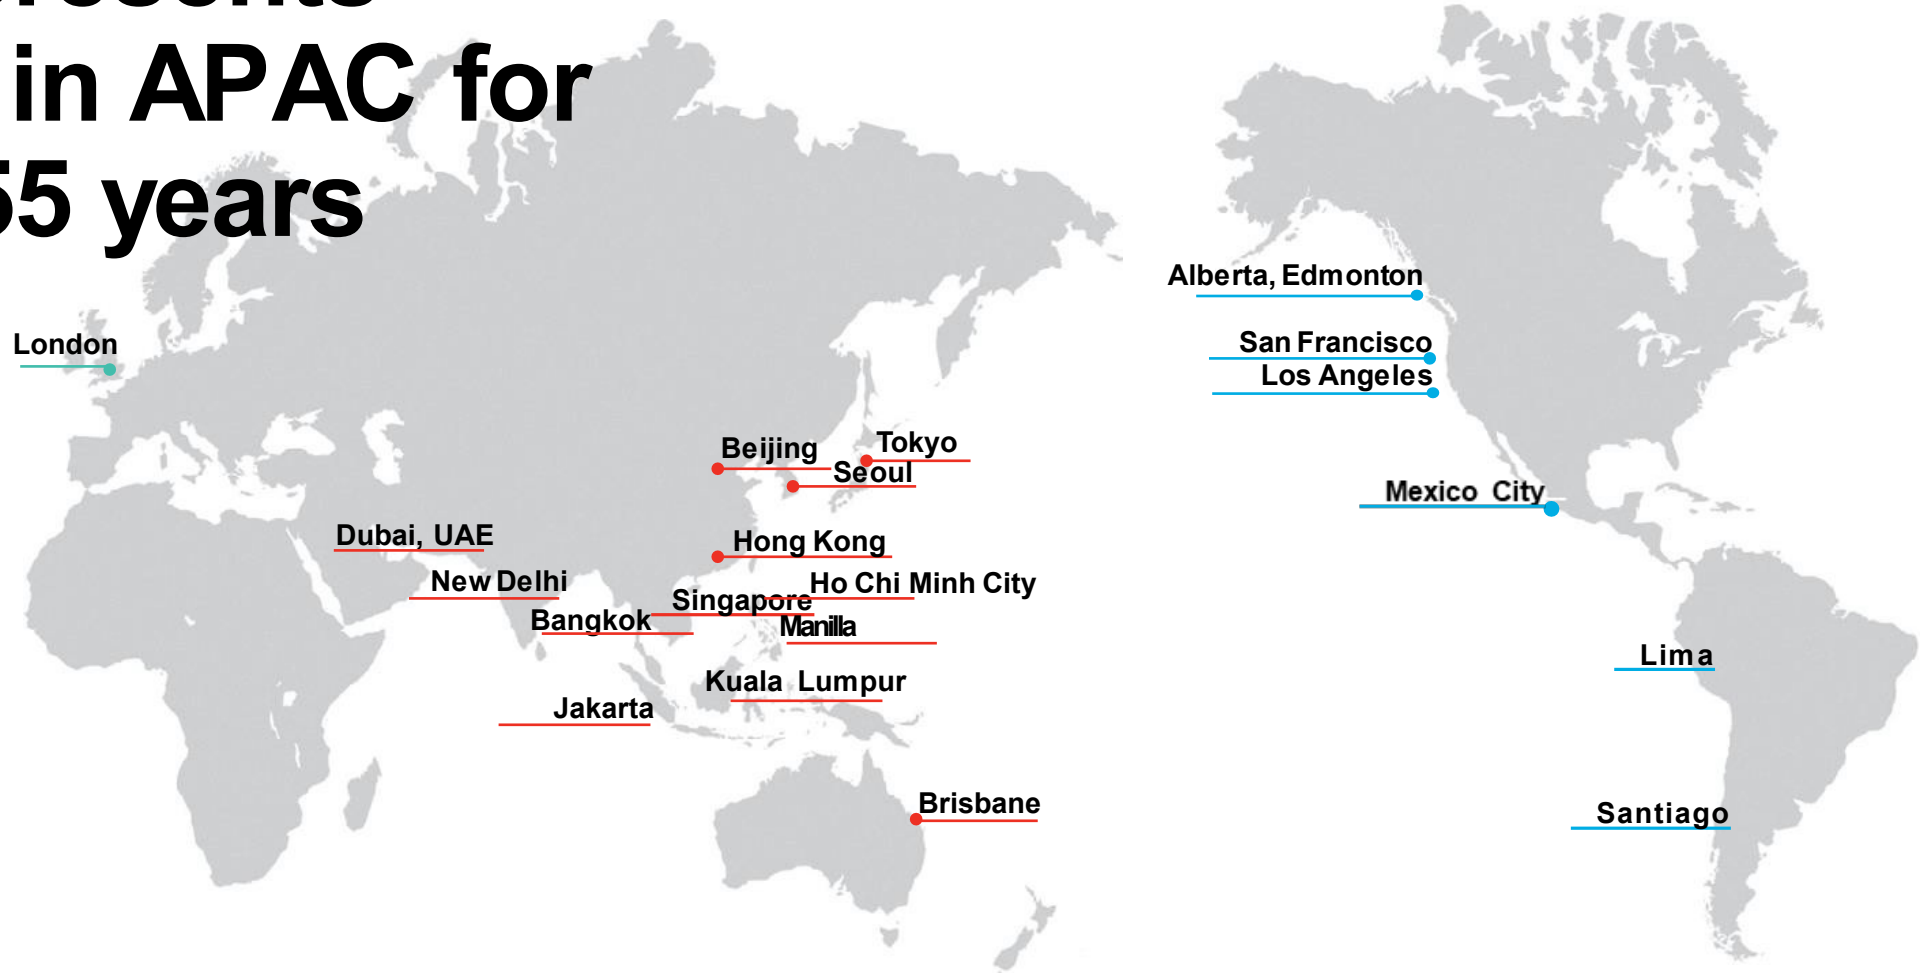 in APAC for
55 years
Alberta, Edmonton
London
San Francisco
Los Angeles
Beijing
Tokyo
Seoul
Mexico City
Dubai, UAE
Hong Kong
New Delhi
Ho Chi Minh City
Singapore
Bangkok
Manilla
Lima
Kuala Lumpur
Jakarta
Brisbane
Santiago